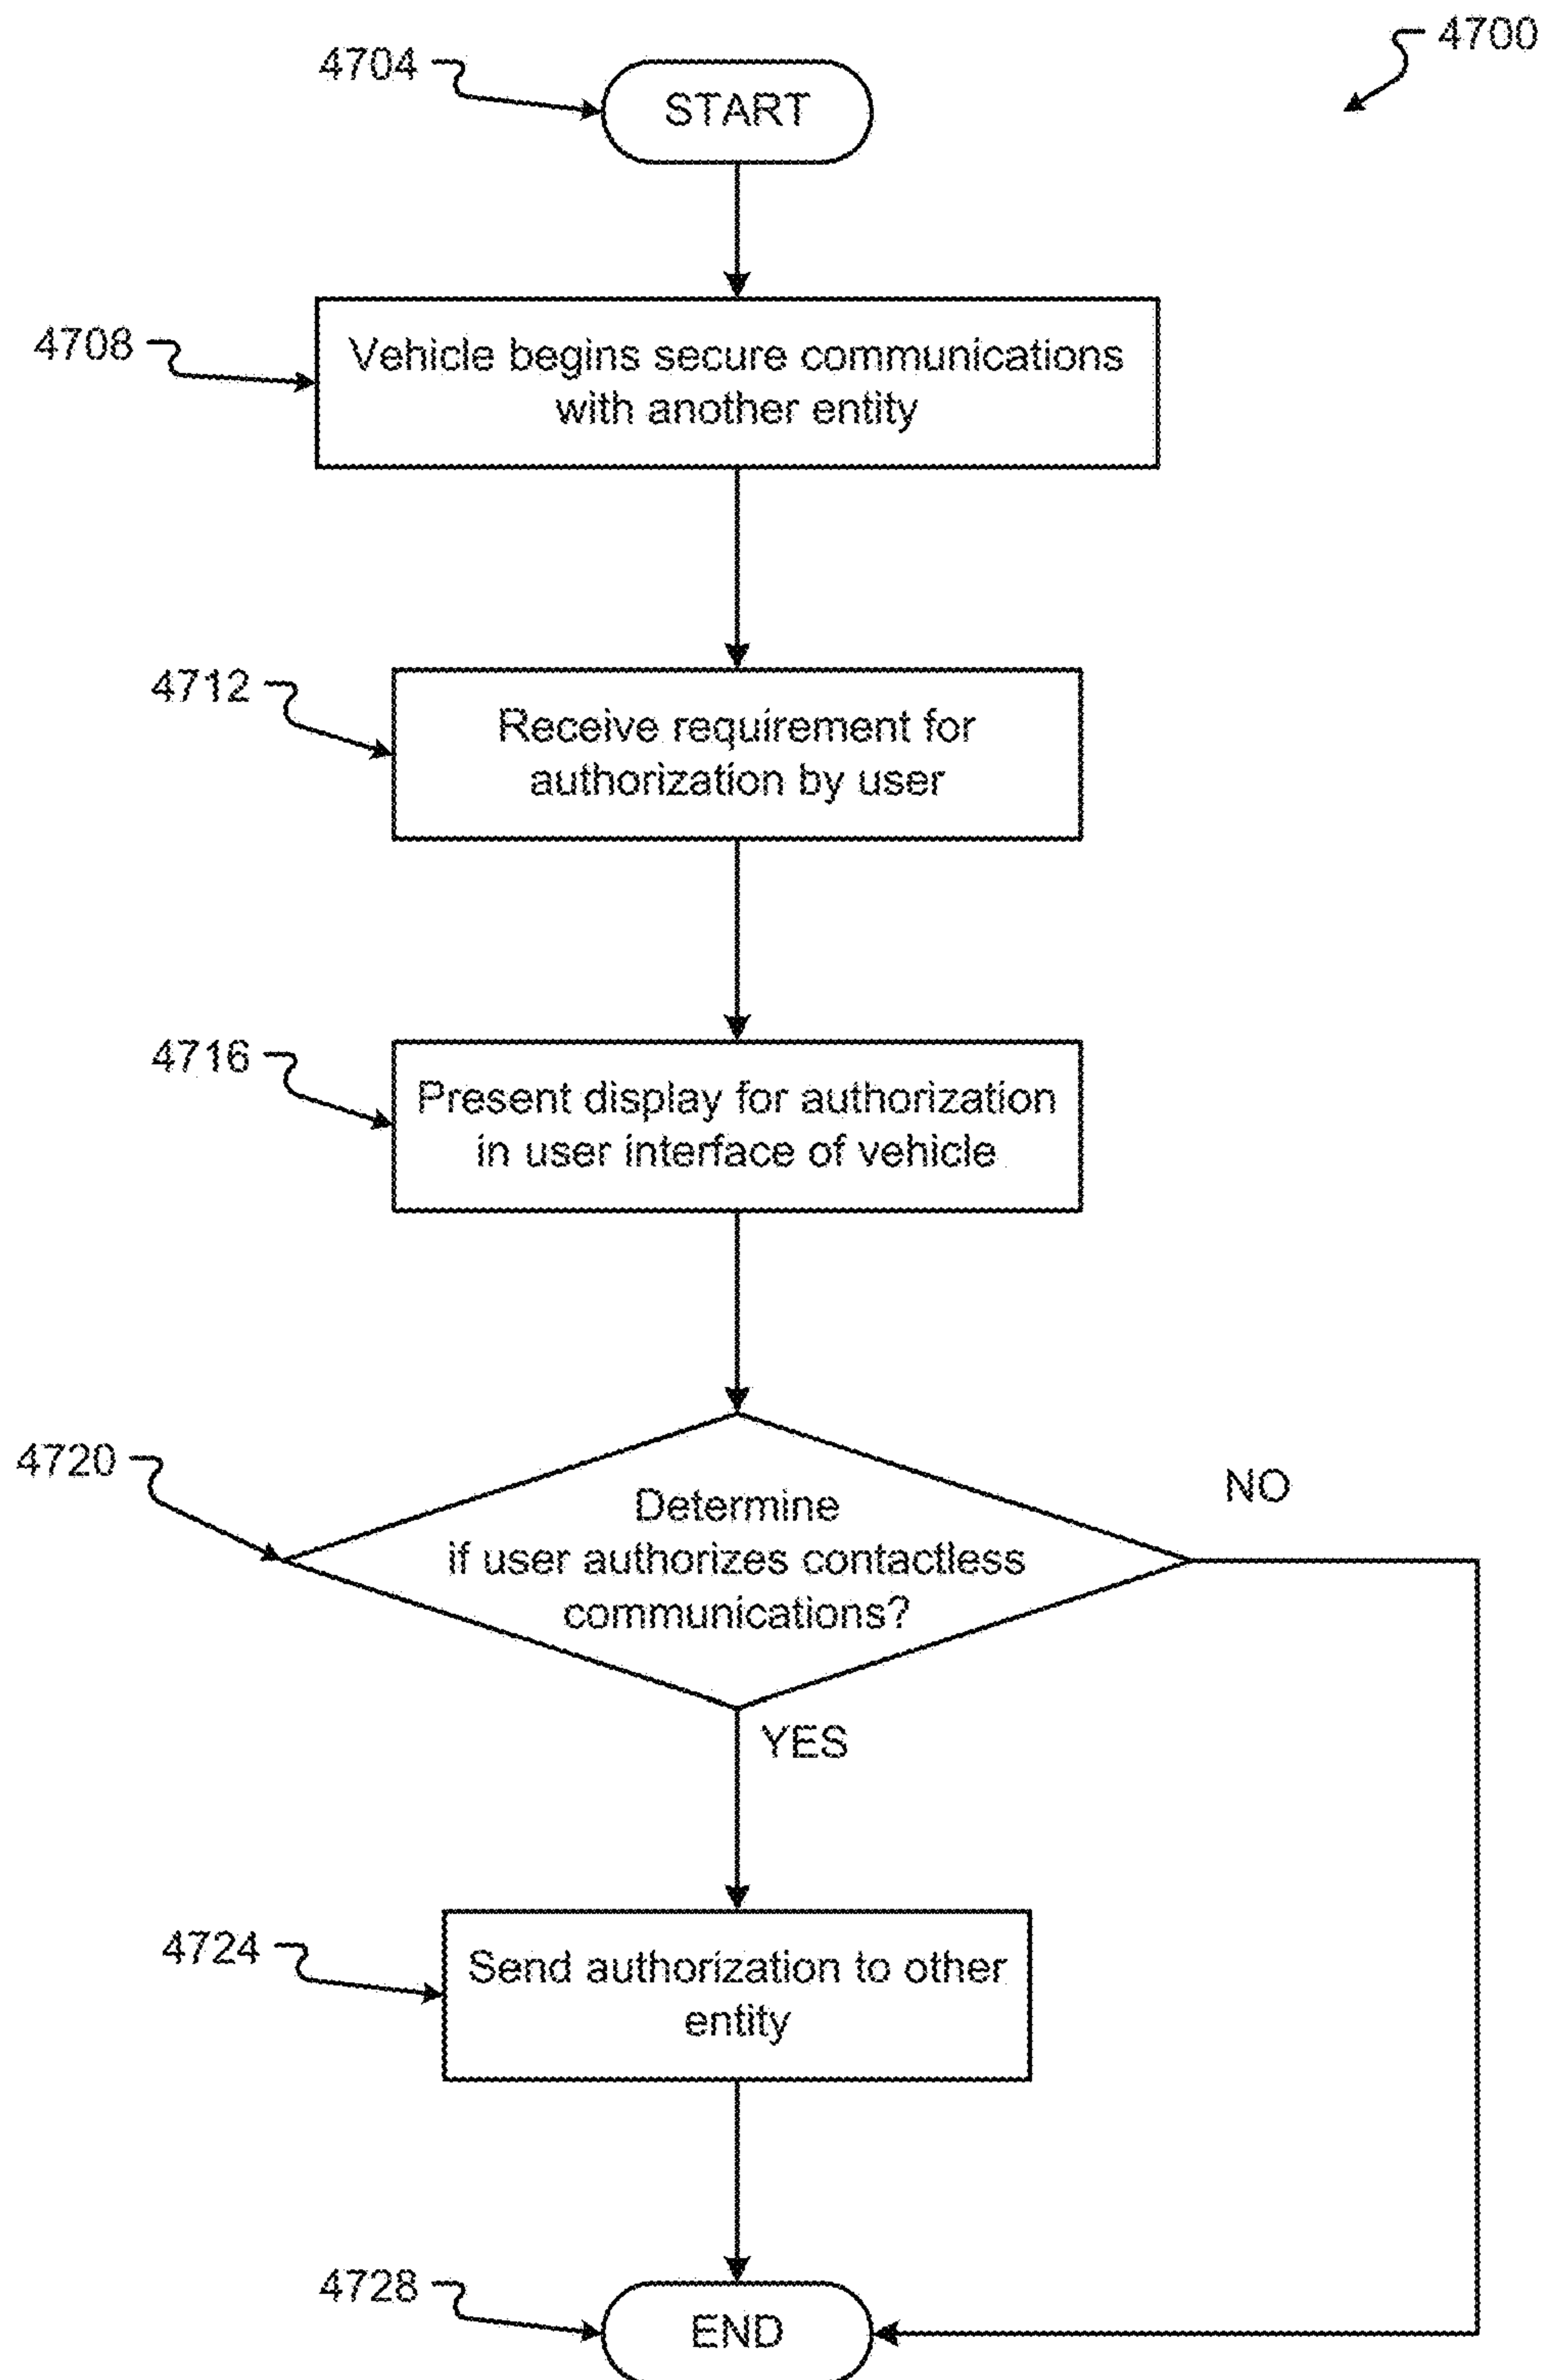 4700
4704
START
4708
Vehicle begins secure communications
with another entity
4712
Receive requirement for
authorization by user
4716
Present display for authorization
in user interface of vehicle
4720
Determine
if user authorizes contactless
communications?
NO
YES
4724
Send authorization to other
entity
4728
END